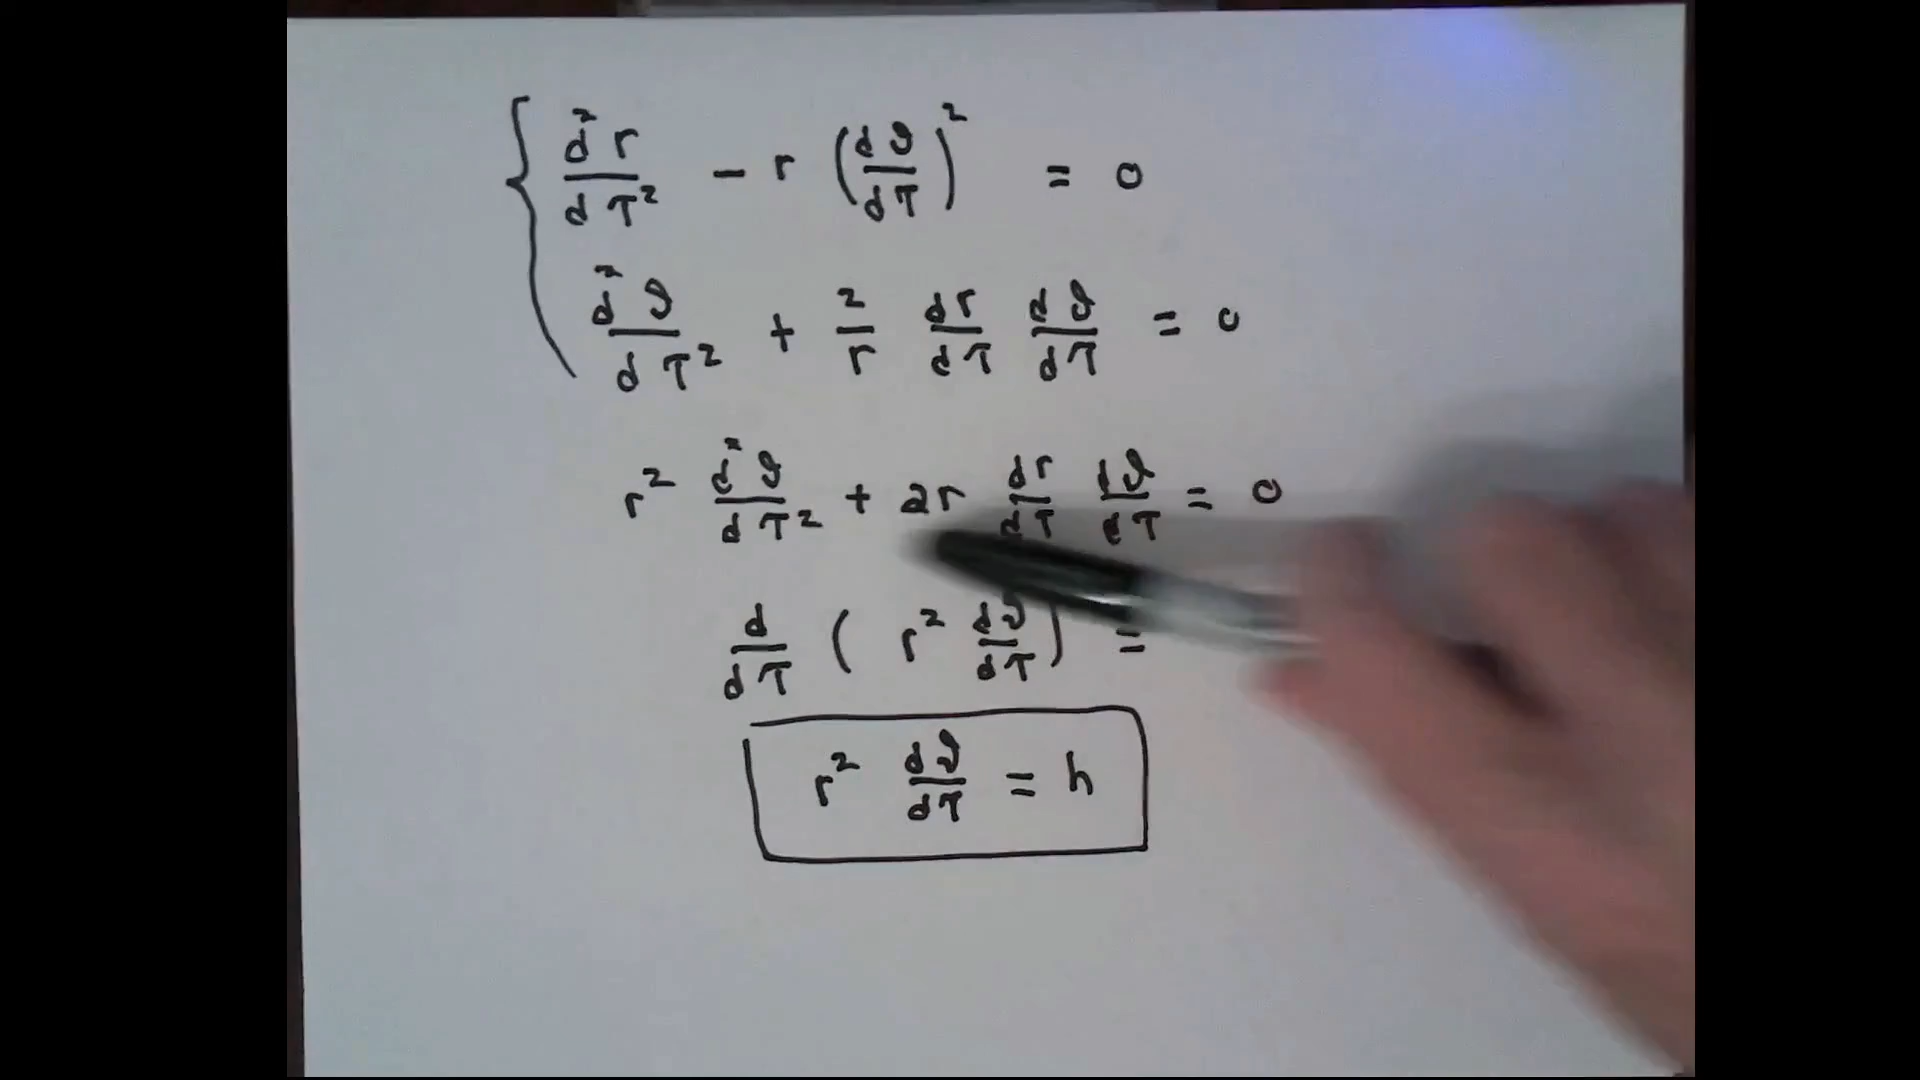 d²r/dτ² - r (dϑ/dτ)² = 0
d²ϑ/dτ² + 2/r dr/dτ dϑ/dτ = 0
r² d²ϑ/dτ² + 2r dr/dτ dϑ/dτ = 0
d/dτ ( r² dϑ/dτ ) =
r² dϑ/dτ = h